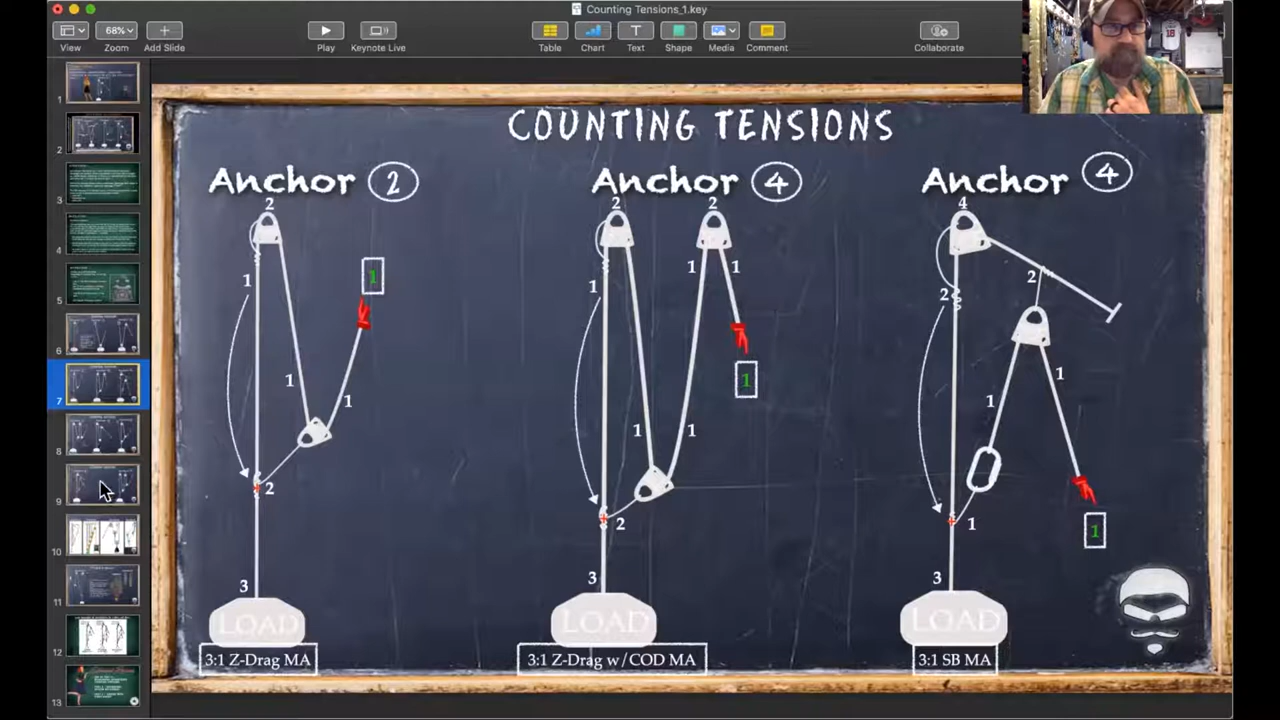 Counting Tensions_1.key
68%
View
Zoom
Add Slide
Play
Keynote Live
Table
Chart
Text
Shape
Media
Comment
Collaborate
18
1
2
3
4
5
6
7
8
9
10
11
12
13
COUNTING TENSIONS
Anchor 2
2
1
1
1
1
2
3
LOAD
3:1 Z-Drag MA
Anchor 4
2
2
1
1
1
1
1
1
2
3
LOAD
3:1 Z-Drag w/COD MA
Anchor 4
4
2
2
1
1
1
1
3
LOAD
3:1 SB MA